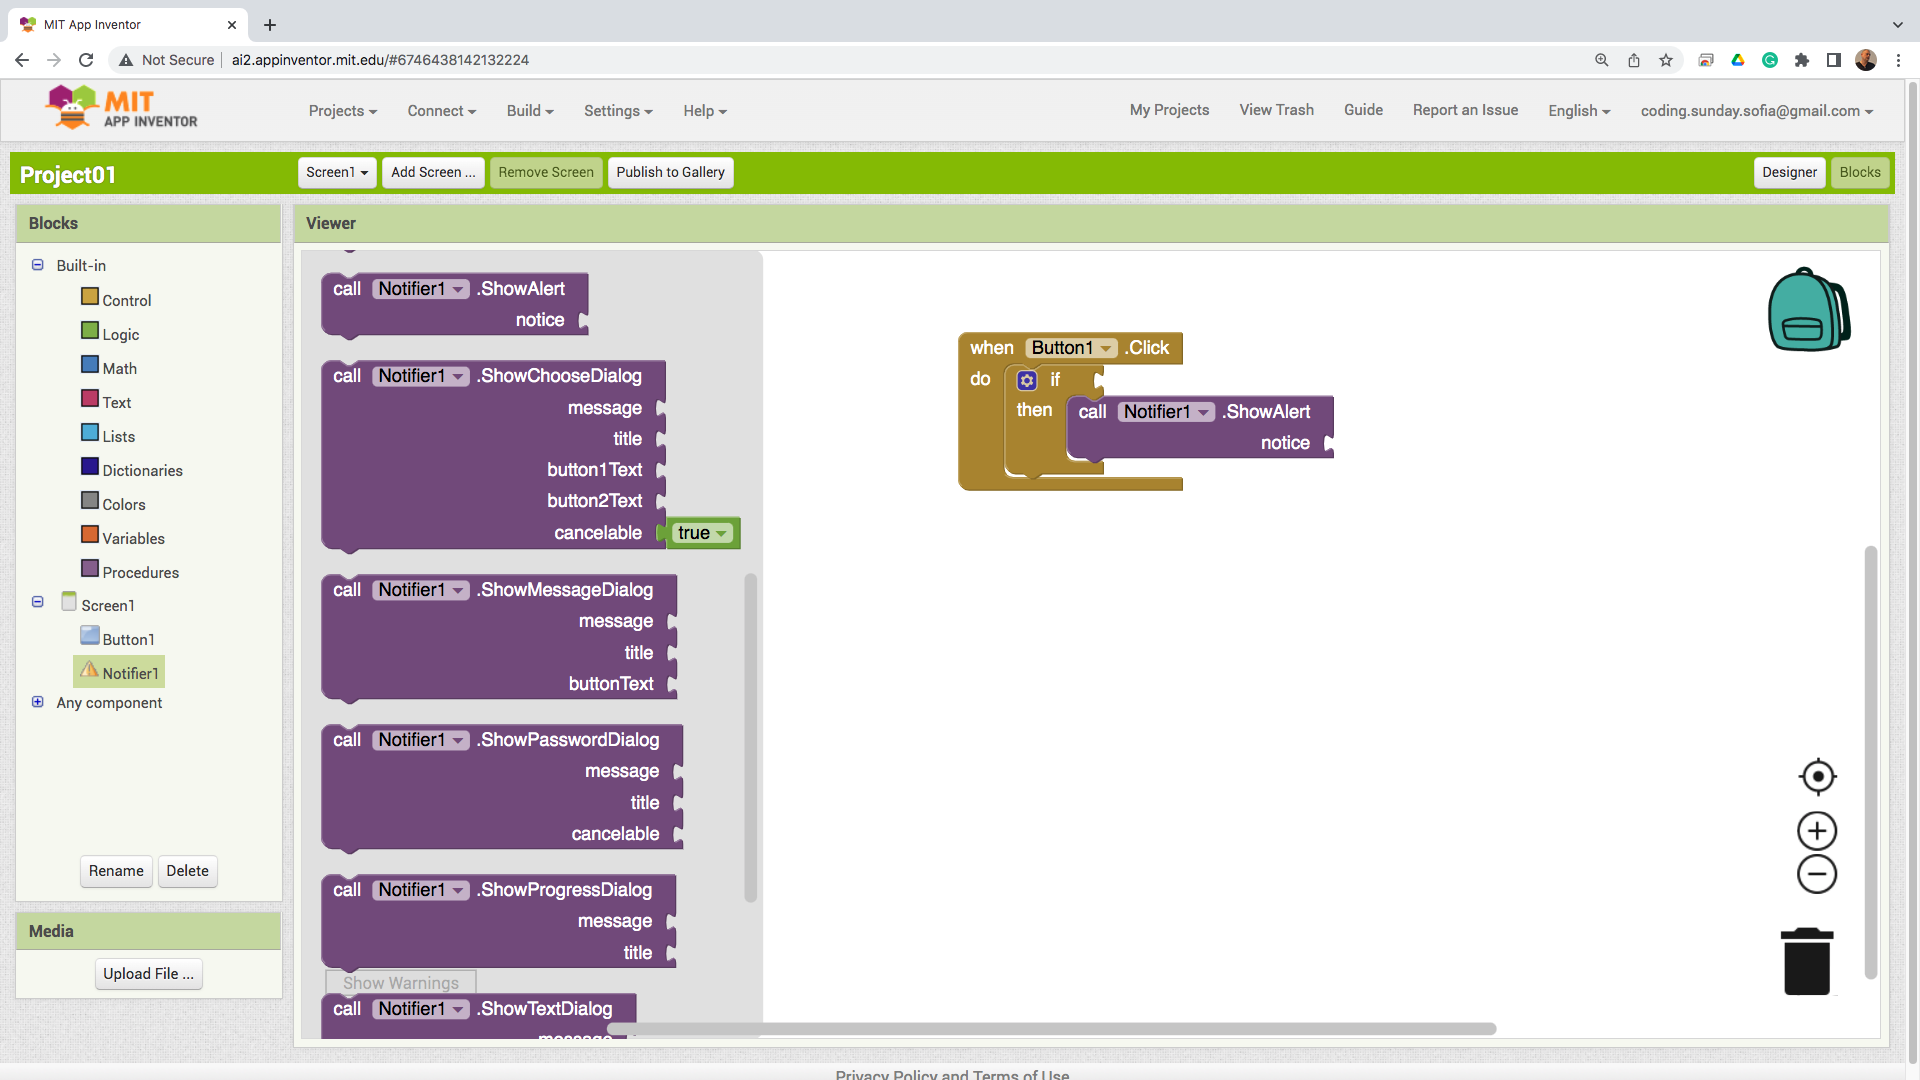 MIT App Inventor
Not Secure
ai2.appinventor.mit.edu/#6746438142132224
MIT
APP INVENTOR
Projects
Connect
Build
Settings
Help
My Projects
View Trash
Guide
Report an Issue
English
coding.sunday.sofia@gmail.com
Project01
Screen1
Add Screen ...
Remove Screen
Publish to Gallery
Designer
Blocks
Blocks
Built-in
Control
Logic
Math
Text
Lists
Dictionaries
Colors
Variables
Procedures
Screen1
Button1
Notifier1
Any component
Rename
Delete
Media
Upload File ...
Viewer
call Notifier1 .ShowAlert
notice
call Notifier1 .ShowChooseDialog
message
title
button1Text
button2Text
cancelable true
call Notifier1 .ShowMessageDialog
message
title
buttonText
call Notifier1 .ShowPasswordDialog
message
title
cancelable
call Notifier1 .ShowProgressDialog
message
title
Show Warnings
call Notifier1 .ShowTextDialog
message
when Button1 .Click
do if
then call Notifier1 .ShowAlert
notice
Privacy Policy and Terms of Use